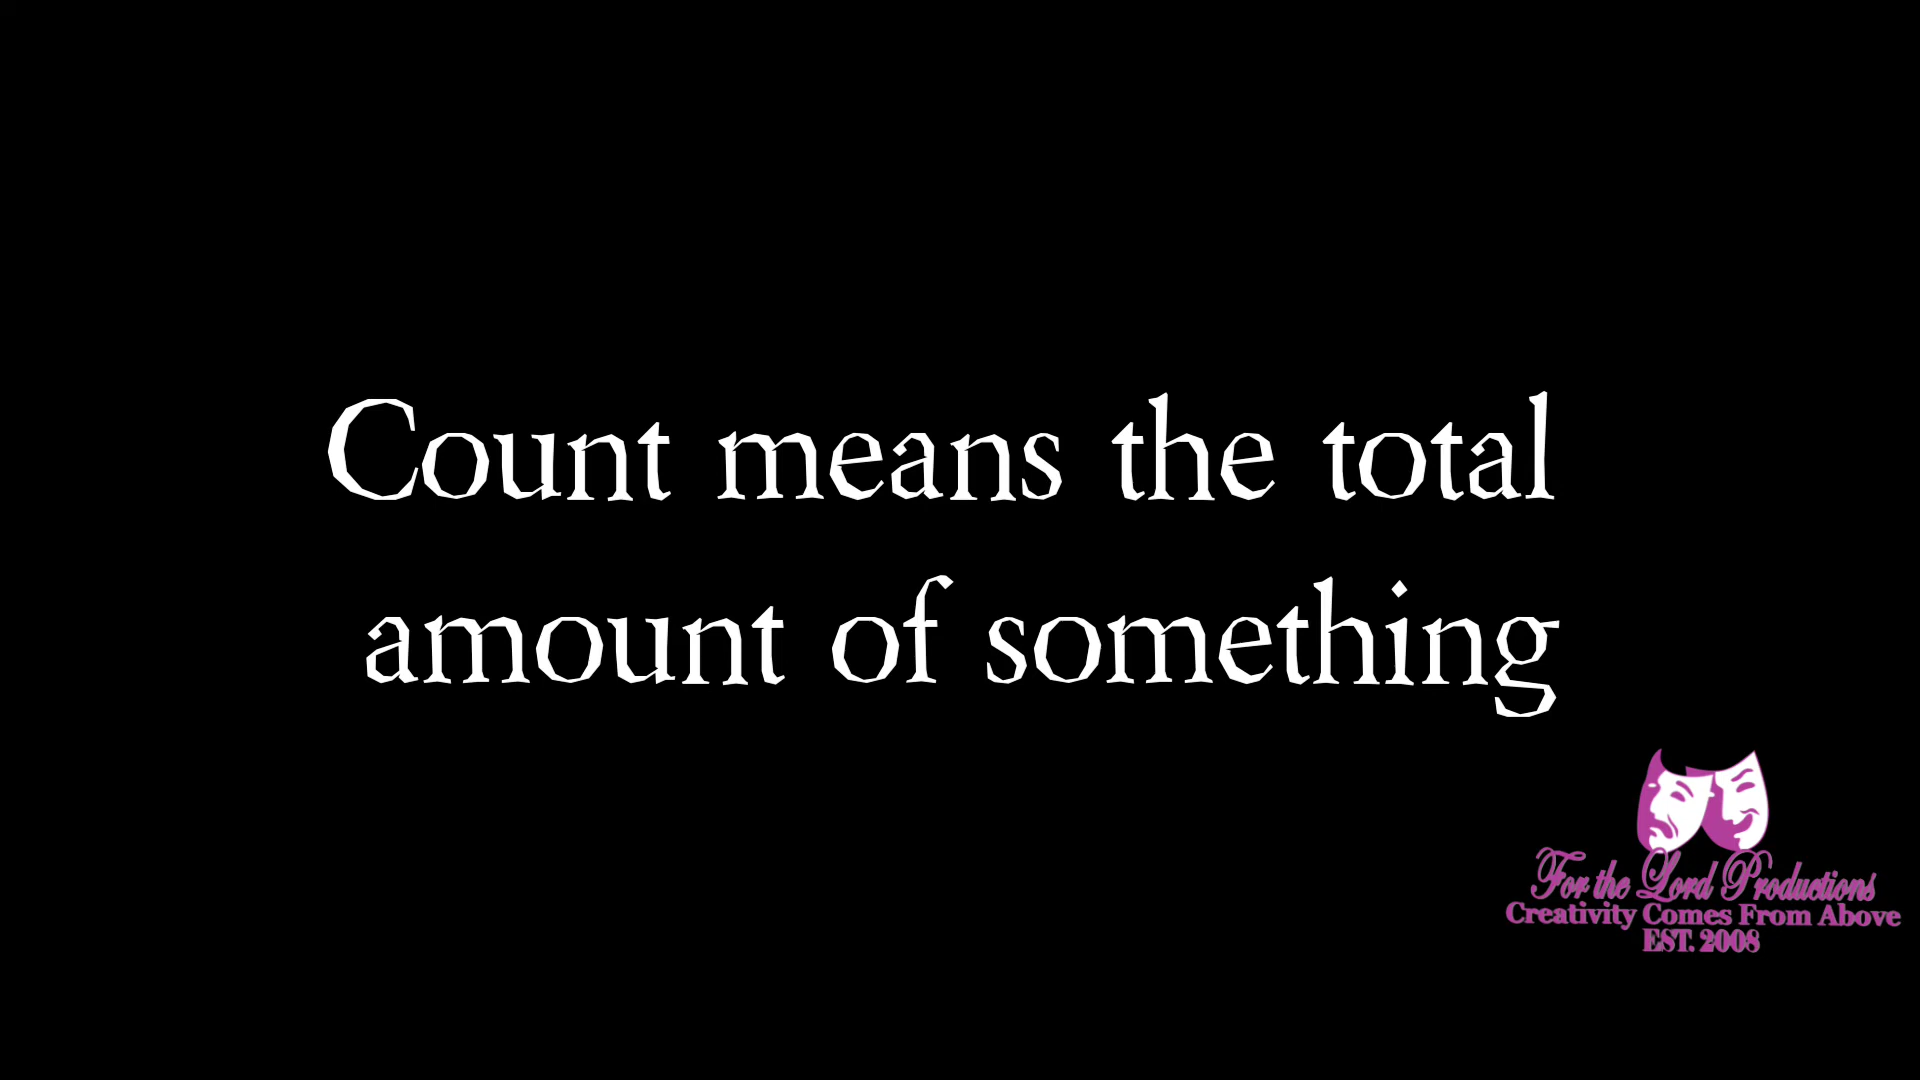 Count means the total
amount of something
For the Lord Productions
Creativity Comes From Above
EST. 2008